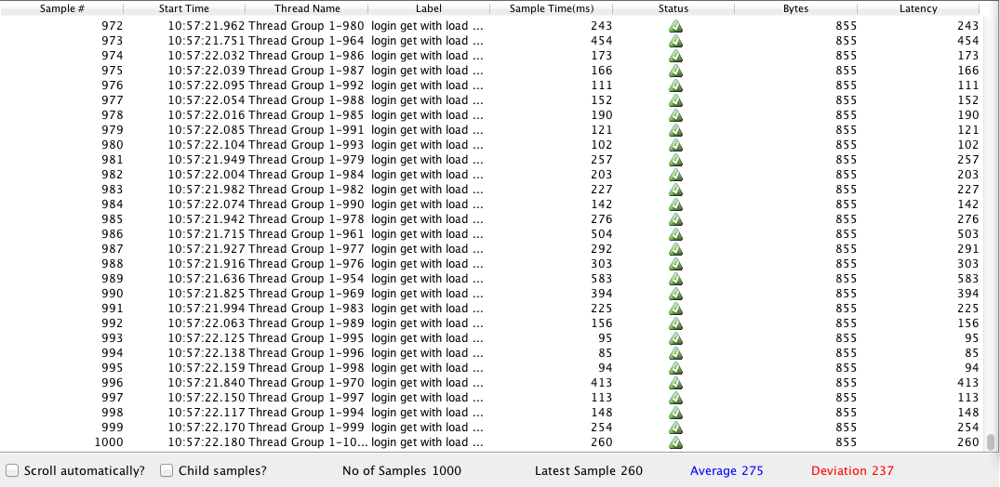 Sample # Start Time Thread Name Label Sample Time(ms) Status Bytes Latency
972 10:57:21.962 Thread Group 1-980 login get with load ... 243 855 243
973 10:57:21.751 Thread Group 1-964 login get with load ... 454 855 454
974 10:57:22.032 Thread Group 1-986 login get with load ... 173 855 173
975 10:57:22.039 Thread Group 1-987 login get with load ... 166 855 166
976 10:57:22.095 Thread Group 1-992 login get with load ... 111 855 111
977 10:57:22.054 Thread Group 1-988 login get with load ... 152 855 152
978 10:57:22.016 Thread Group 1-985 login get with load ... 190 855 190
979 10:57:22.085 Thread Group 1-991 login get with load ... 121 855 121
980 10:57:22.104 Thread Group 1-993 login get with load ... 102 855 102
981 10:57:21.949 Thread Group 1-979 login get with load ... 257 855 257
982 10:57:22.004 Thread Group 1-984 login get with load ... 203 855 203
983 10:57:21.982 Thread Group 1-982 login get with load ... 227 855 227
984 10:57:22.074 Thread Group 1-990 login get with load ... 142 855 142
985 10:57:21.942 Thread Group 1-978 login get with load ... 276 855 276
986 10:57:21.715 Thread Group 1-961 login get with load ... 504 855 503
987 10:57:21.927 Thread Group 1-977 login get with load ... 292 855 291
988 10:57:21.916 Thread Group 1-976 login get with load ... 303 855 303
989 10:57:21.636 Thread Group 1-954 login get with load ... 583 855 583
990 10:57:21.825 Thread Group 1-969 login get with load ... 394 855 394
991 10:57:21.994 Thread Group 1-983 login get with load ... 225 855 225
992 10:57:22.063 Thread Group 1-989 login get with load ... 156 855 156
993 10:57:22.125 Thread Group 1-995 login get with load ... 95 855 95
994 10:57:22.138 Thread Group 1-996 login get with load ... 85 855 85
995 10:57:22.159 Thread Group 1-998 login get with load ... 94 855 94
996 10:57:21.840 Thread Group 1-970 login get with load ... 413 855 413
997 10:57:22.150 Thread Group 1-997 login get with load ... 113 855 113
998 10:57:22.117 Thread Group 1-994 login get with load ... 148 855 148
999 10:57:22.170 Thread Group 1-999 login get with load ... 254 855 254
1000 10:57:22.180 Thread Group 1-10... login get with load ... 260 855 260
Scroll automatically? Child samples? No of Samples 1000 Latest Sample 260 Average 275 Deviation 237